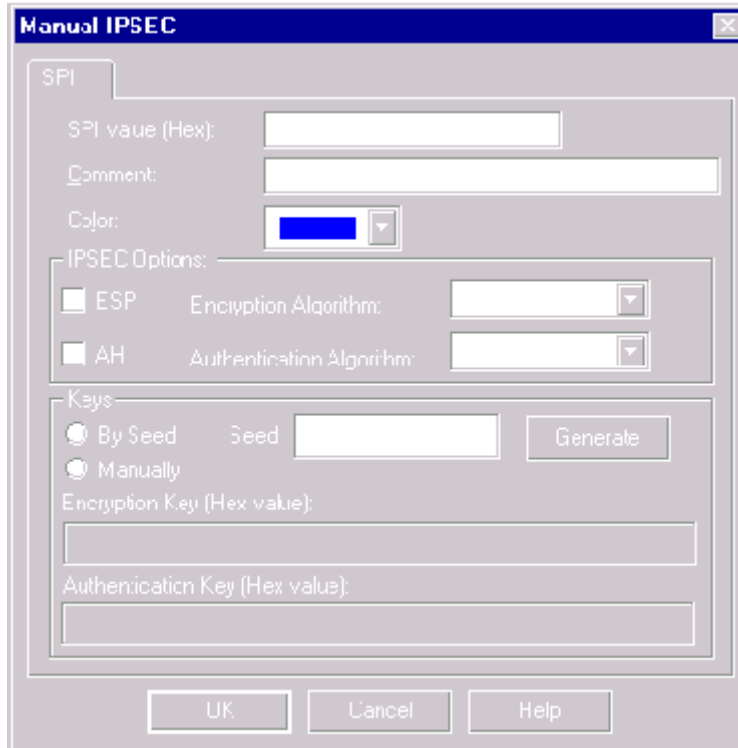 Manual IPSEC
SPI
SPI value (Hex):
Comment:
Color:
IPSEC Options:
ESP Encryption Algorithm:
AH Authentication Algorithm:
Keys
By Seed Seed Generate
Manually
Encryption Key (Hex value):
Authentication Key (Hex value):
OK Cancel Help